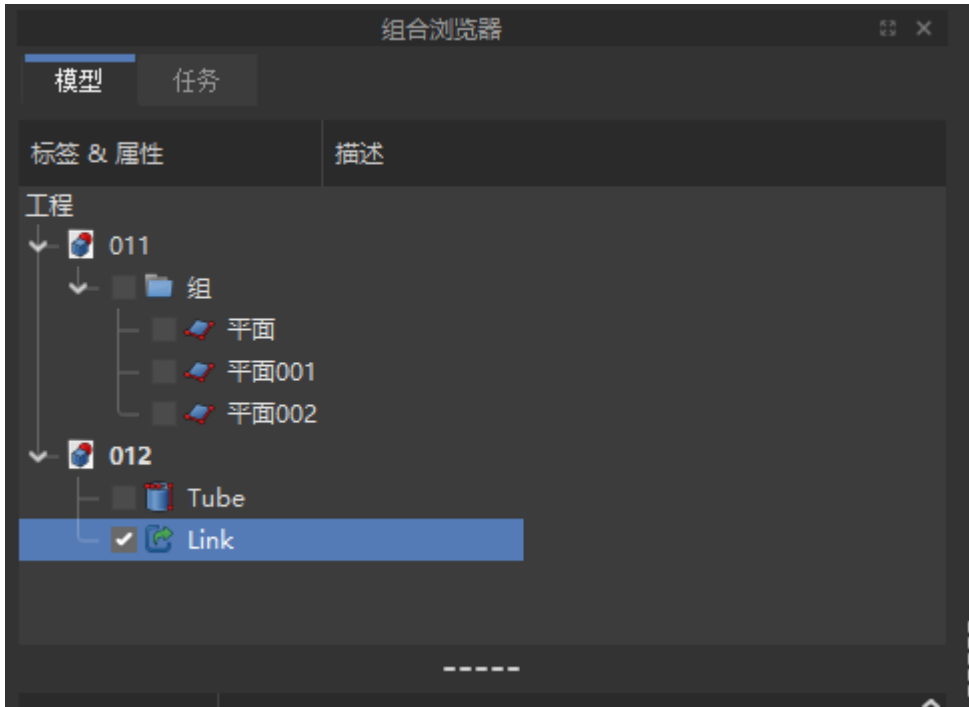 组合浏览器
模型 任务
标签 & 属性 描述
工程
011
组
平面
平面001
平面002
012
Tube
Link